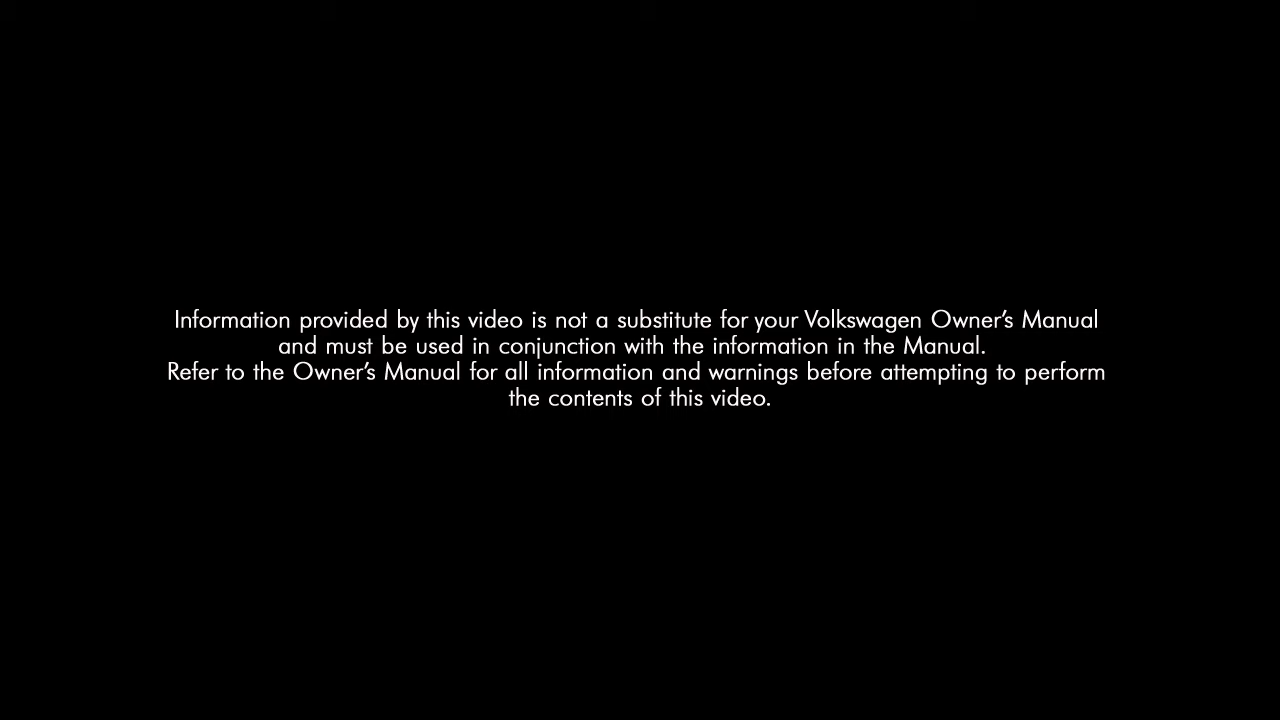 Information provided by this video is not a substitute for your Volkswagen Owner’s Manual
and must be used in conjunction with the information in the Manual.
Refer to the Owner’s Manual for all information and warnings before attempting to perform
the contents of this video.